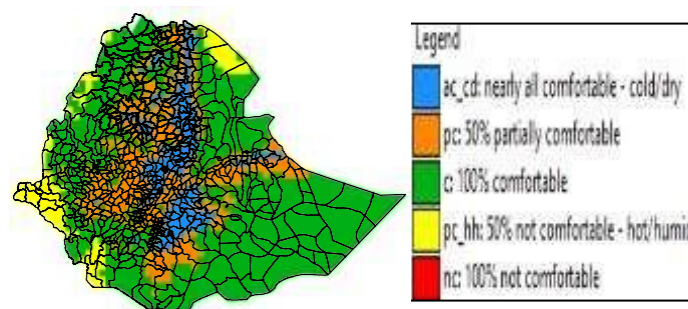 Legend
ac_cd: nearly all comfortable - cold/dry
pc: 50% partially comfortable
c: 100% comfortable
pc_hh: 50% not comfortable - hot/humi
nc: 100% not comfortable